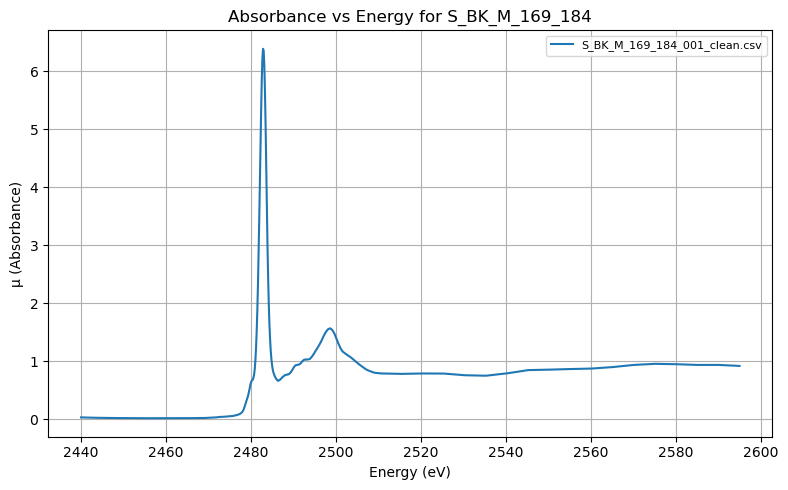 Absorbance vs Energy for S_BK_M_169_184
S_BK_M_169_184_001_clean.csv
μ (Absorbance)
6
5
4
3
2
1
0
2440 2460 2480 2500 2520 2540 2560 2580 2600
Energy (eV)